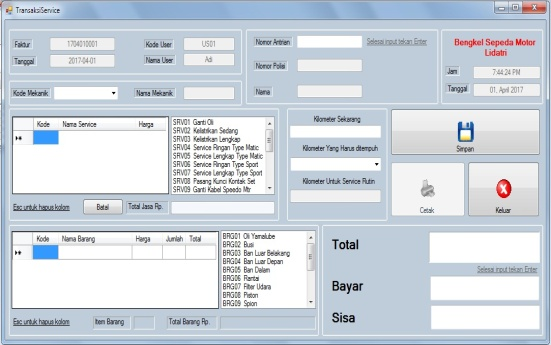 TransaksiService
Faktur 1704010001 Kode User US01
Tanggal 2017-04-01 Nama User Adi
Nomor Antrian Selesai input tekan Enter
Nomor Polisi
Nama
Bengkel Sepeda Motor
Lidatri
Jam 7:44:24 PM
Tanggal 01. April 2017
Kode Mekanik Nama Mekanik
Kode Nama Service Harga
SRV01 Ganti Oli
SRV02 Kelistrikan Sedang
SRV03 Kelistrikan Lengkap
SRV04 Service Ringan Type Matic
SRV05 Service Lengkap Type Matic
SRV06 Service Ringan Type Sport
SRV07 Service Lengkap Type Sport
SRV08 Pasang Kunci Kontak Set
SRV09 Ganti Kabel Speedo Mtr
Esc untuk hapus kolom Batal Total Jasa Rp.
Kilometer Sekarang
Kilometer Yang Harus ditempuh
Kilometer Untuk Service Rutin
Simpan
Cetak Keluar
Kode Nama Barang Harga Jumlah Total
BRG01 Oli Yamalube
BRG02 Busi
BRG03 Ban Luar Belakang
BRG04 Ban Luar Depan
BRG05 Ban Dalam
BRG06 Rantai
BRG07 Filter Udara
BRG08 Piston
BRG09 Spion
Esc untuk hapus kolom Item Barang Total Barang Rp.
Total
Selesai input tekan Enter
Bayar
Sisa